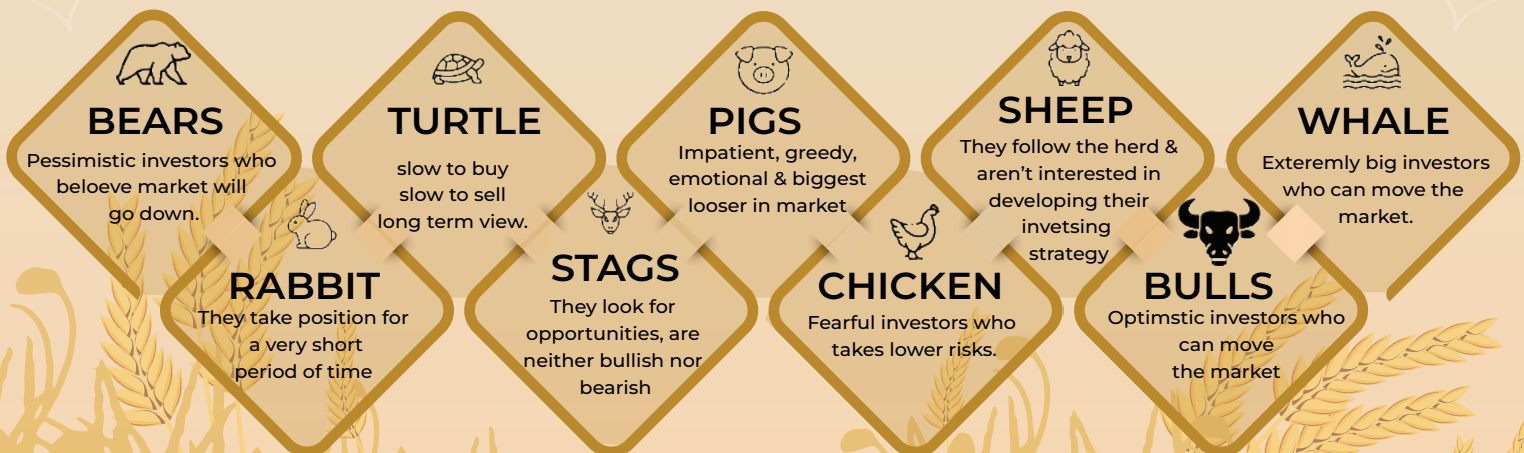 BEARS
Pessimistic investors who
beloeve market will
go down.
TURTLE
slow to buy
slow to sell
long term view.
PIGS
Impatient, greedy,
emotional & biggest
looser in market
SHEEP
They follow the herd &
aren't interested in
developing their
invetsing
strategy
WHALE
Exteremly big investors
who can move the
market.
RABBIT
They take position for
a very short
period of time
STAGS
They look for
opportunities, are
neither bullish nor
bearish
CHICKEN
Fearful investors who
takes lower risks.
BULLS
Optimstic investors who
can move
the market